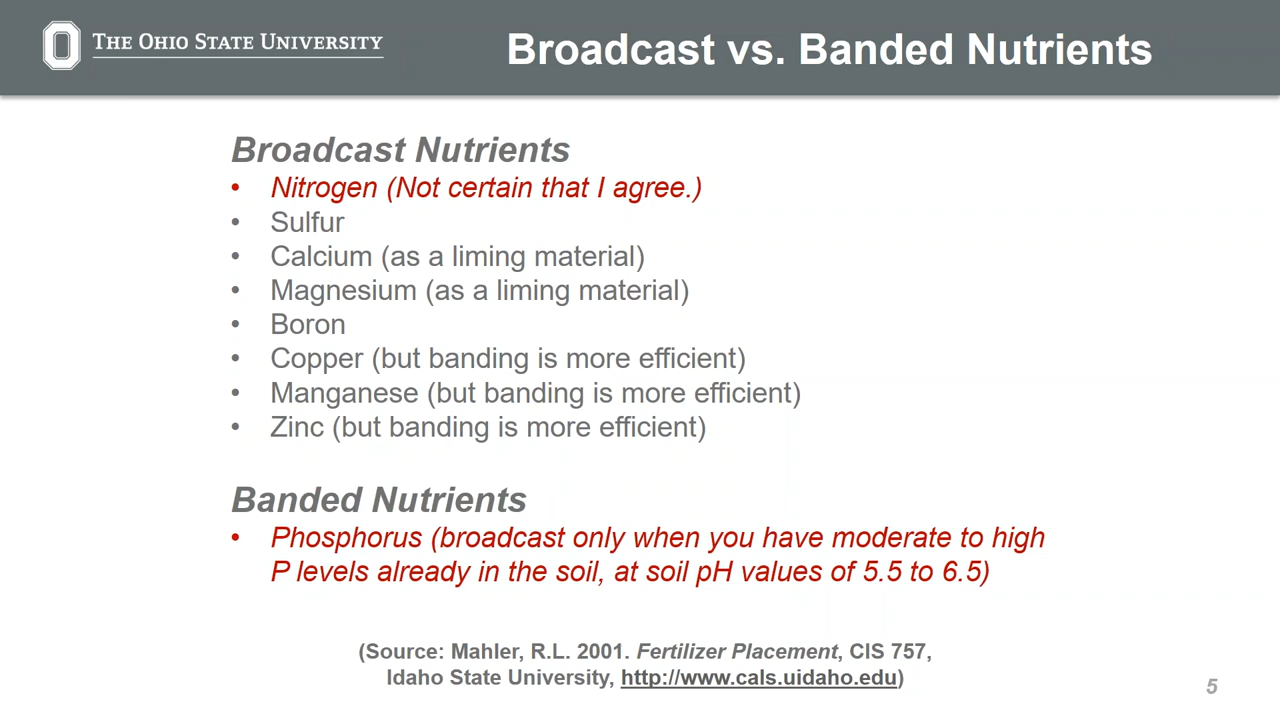 THE OHIO STATE UNIVERSITY
Broadcast vs. Banded Nutrients
Broadcast Nutrients
• Nitrogen (Not certain that I agree.)
• Sulfur
• Calcium (as a liming material)
• Magnesium (as a liming material)
• Boron
• Copper (but banding is more efficient)
• Manganese (but banding is more efficient)
• Zinc (but banding is more efficient)
Banded Nutrients
• Phosphorus (broadcast only when you have moderate to high
P levels already in the soil, at soil pH values of 5.5 to 6.5)
(Source: Mahler, R.L. 2001. Fertilizer Placement, CIS 757,
Idaho State University, http://www.cals.uidaho.edu)
5